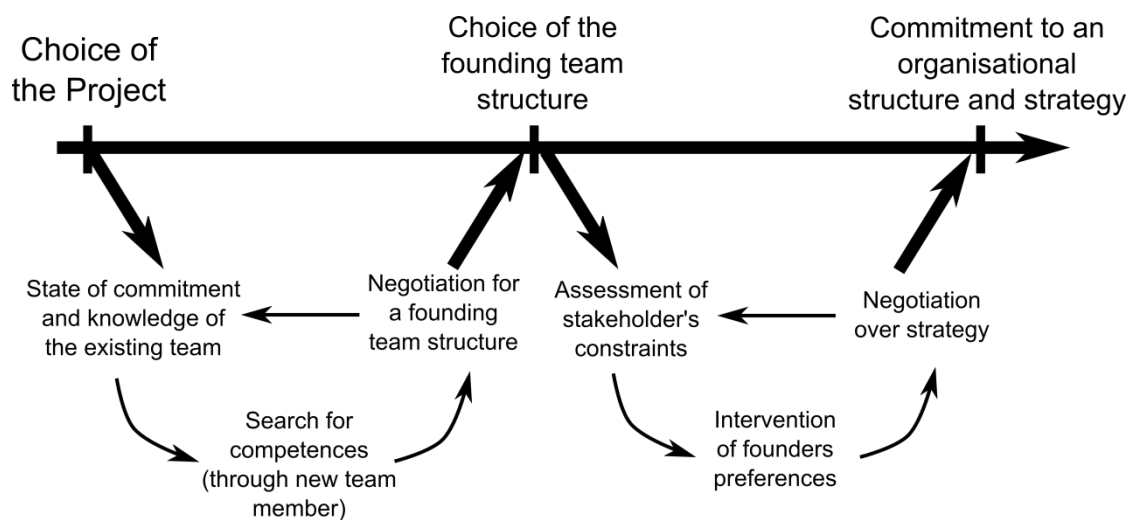 Choice of
the Project
Choice of the
founding team
structure
Commitment to an
organisational
structure and strategy
State of commitment
and knowledge of
the existing team
Negotiation for
a founding
team structure
Assessment of
stakeholder's
constraints
Negotiation
over strategy
Search for
competences
(through new team
member)
Intervention
of founders
preferences